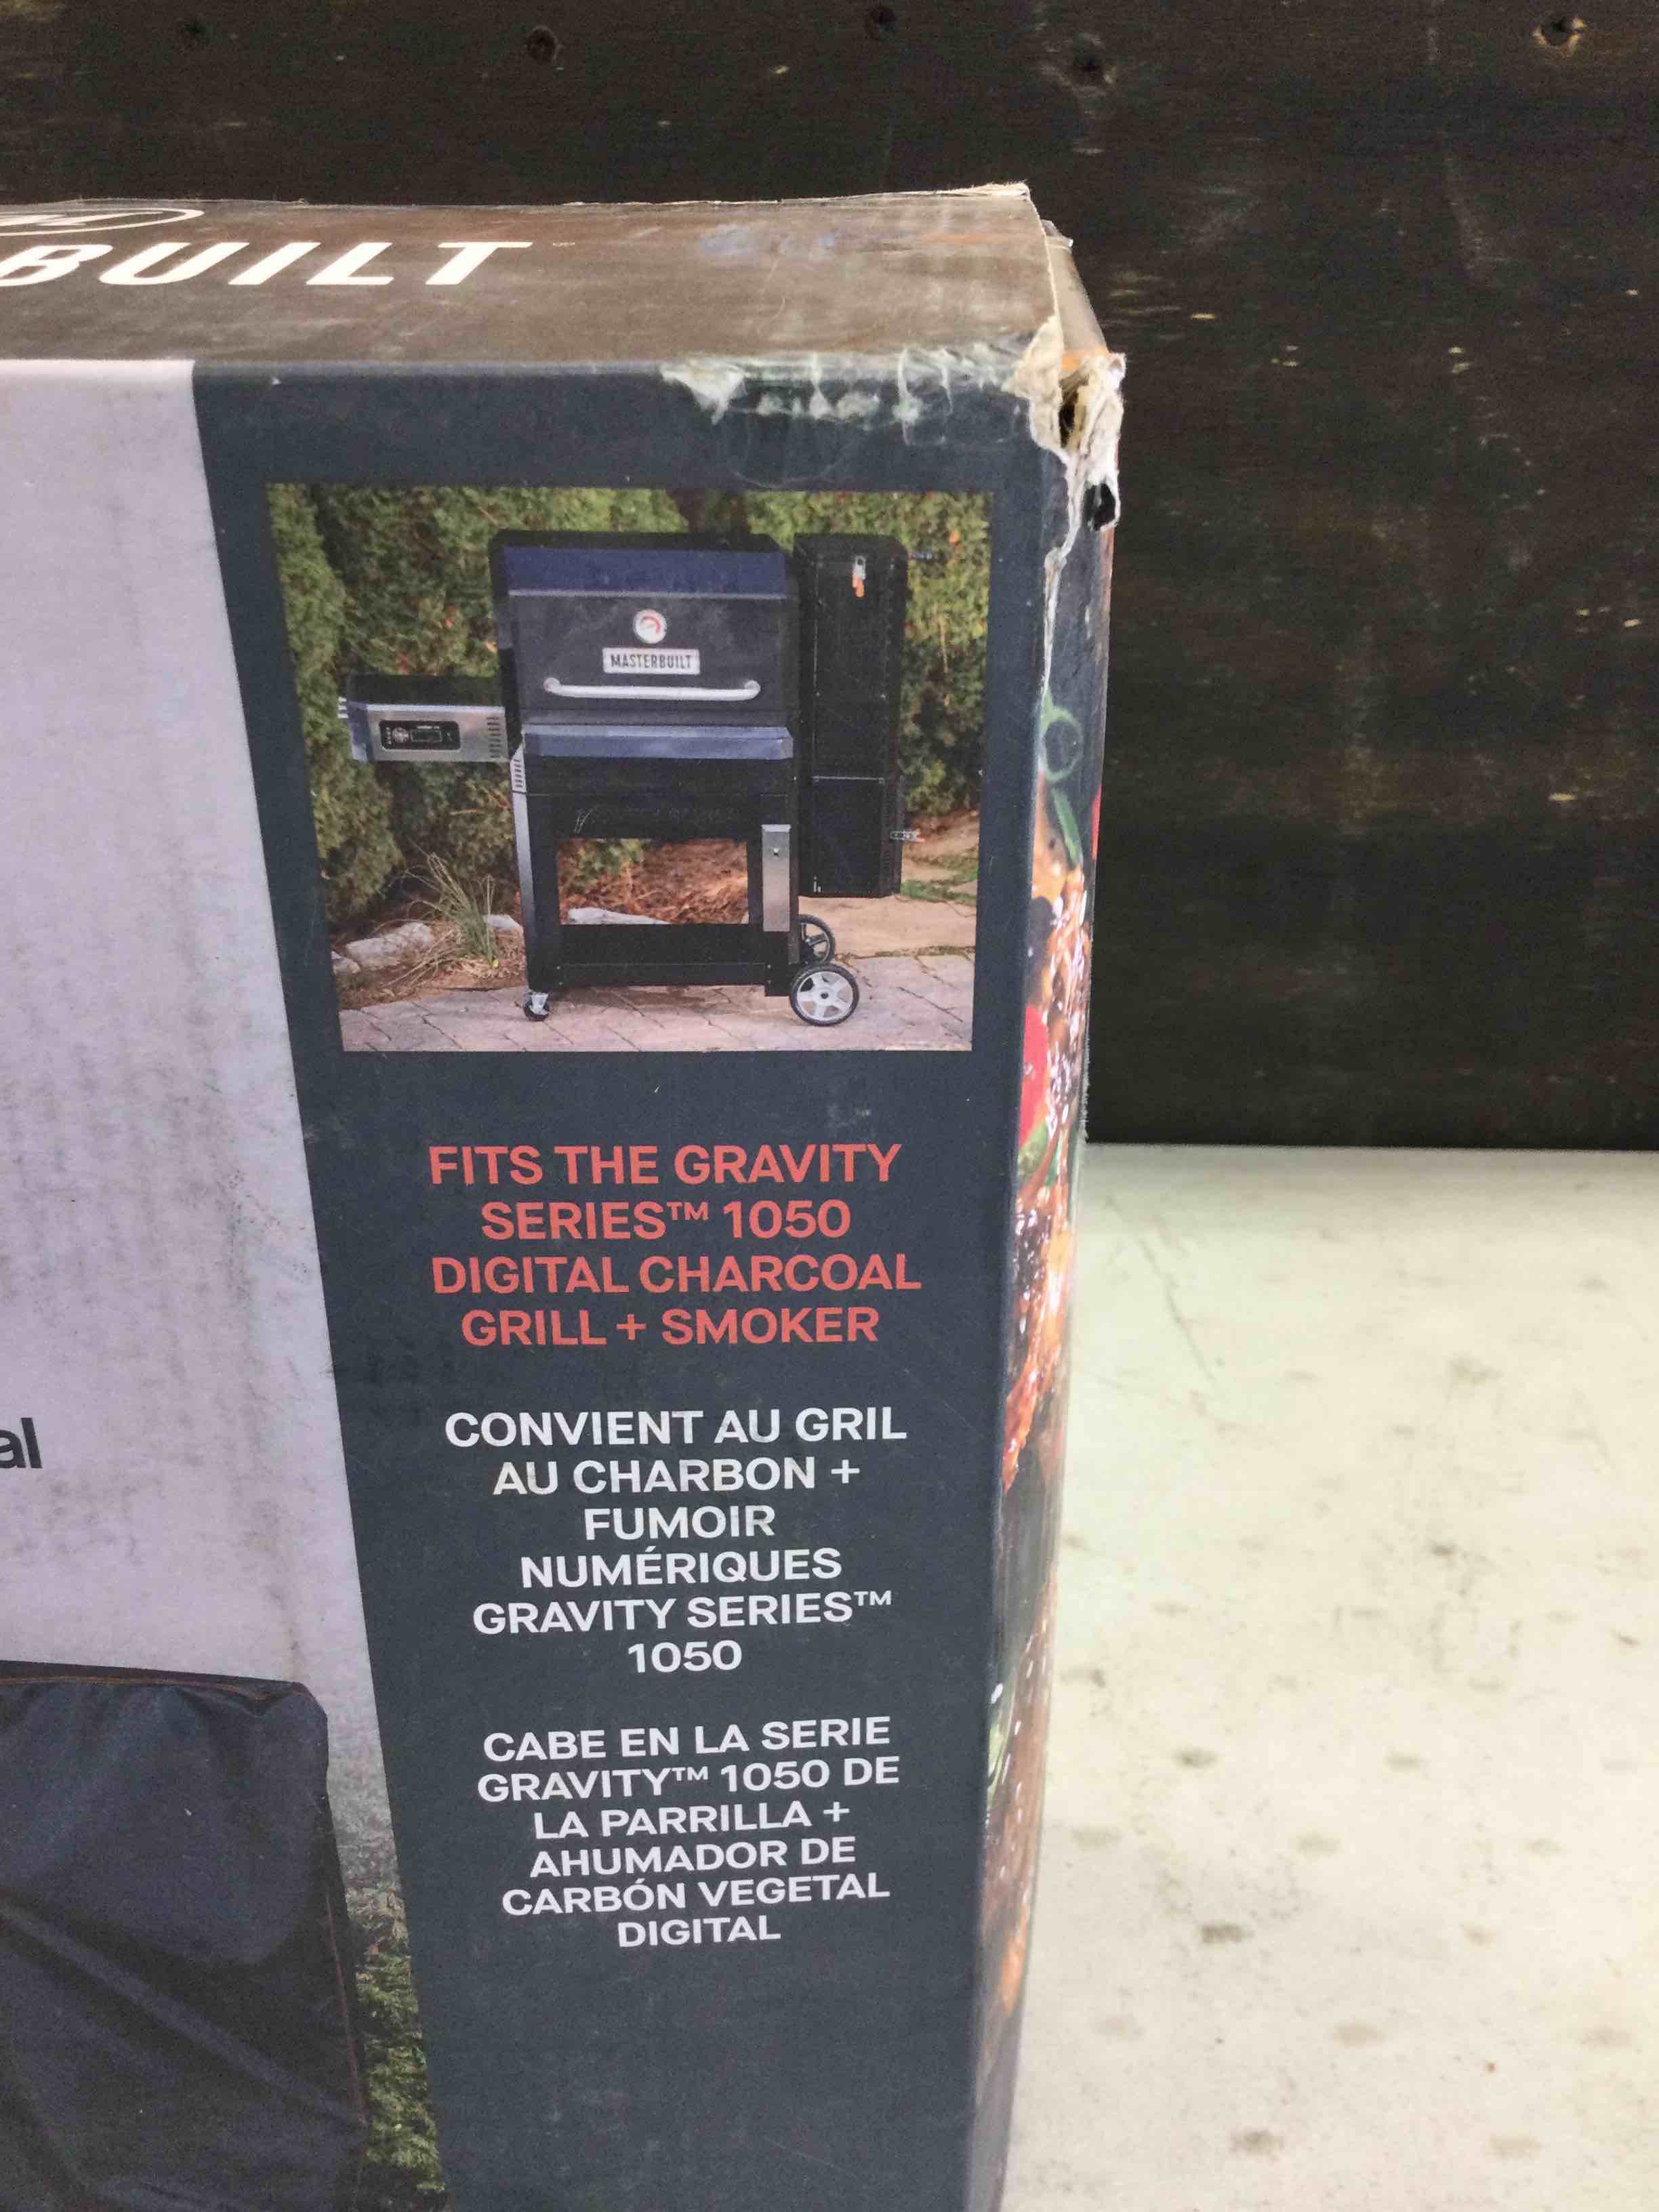 BUILT
MASTERBUILT
FITS THE GRAVITY
SERIES™ 1050
DIGITAL CHARCOAL
GRILL + SMOKER
CONVIENT AU GRIL
AU CHARBON +
FUMOIR
NUMÉRIQUES
GRAVITY SERIES™
1050
al
CABE EN LA SERIE
GRAVITY™ 1050 DE
LA PARRILLA +
AHUMADOR DE
CARBÓN VEGETAL
DIGITAL